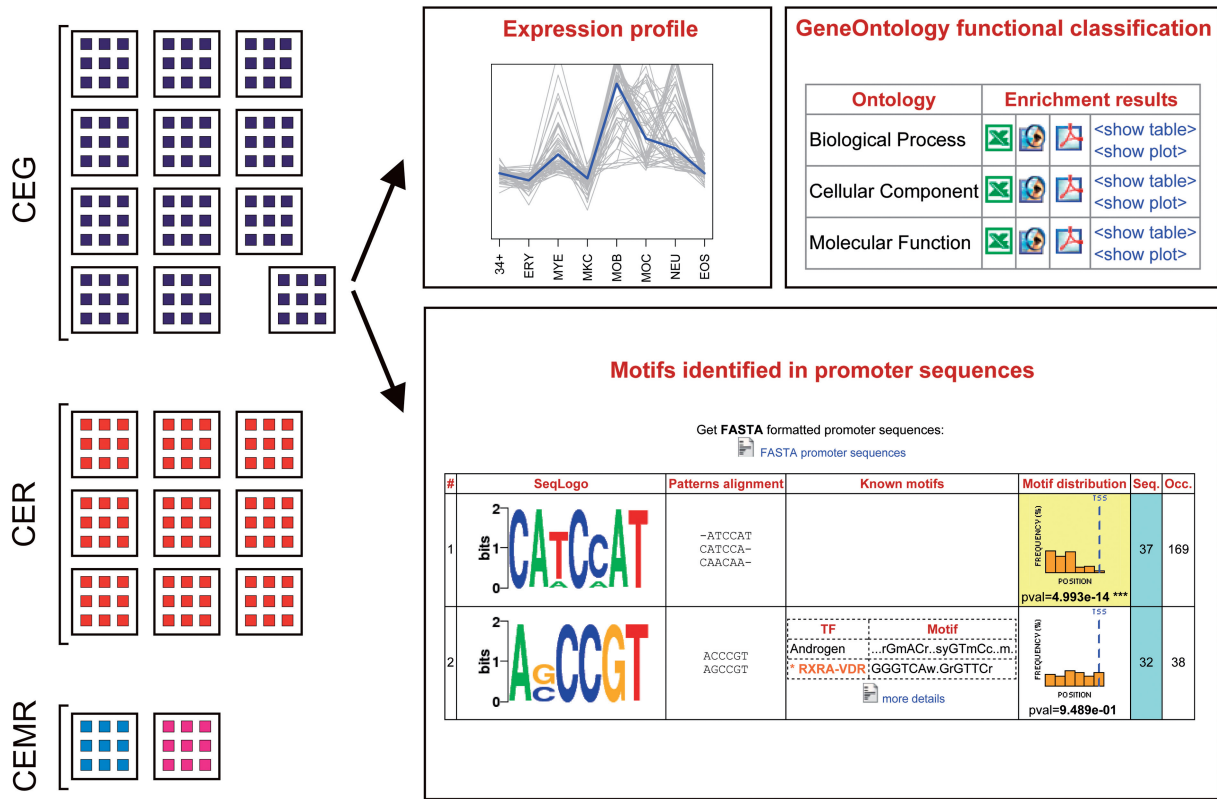 CEG
CER
CEMR
Expression profile
34+
ERY
MYE
MKC
MOB
MOC
NEU
EOS
GeneOntology functional classification
Ontology
Enrichment results
Biological Process
<show table>
<show plot>
Cellular Component
<show table>
<show plot>
Molecular Function
<show table>
<show plot>
Motifs identified in promoter sequences
Get FASTA formatted promoter sequences:
FASTA promoter sequences
# SeqLogo Patterns alignment Known motifs Motif distribution Seq. Occ.
1
bits
2
1
0
CATCCAT
A A
-ATCCAT
CATCCA-
CAACAA-
TSS
FREQUENCY (%)
POSITION
pval=4.993e-14 ***
37
169
2
bits
2
1
0
AGCCGT
C
ACCCGT
AGCCGT
TF Motif
Androgen ...rGmACr..syGTmCc..m.
* RXRA-VDR GGGTCAw.GrGTTCr
more details
TSS
FREQUENCY (%)
POSITION
pval=9.489e-01
32
38